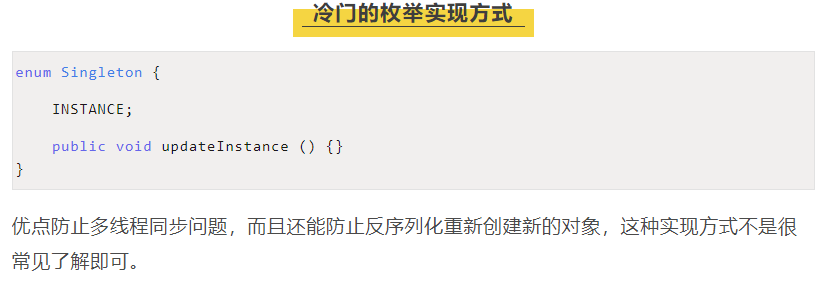 冷门的枚举实现方式
enum Singleton {
    INSTANCE;
    public void updateInstance () {}
}
优点防止多线程同步问题，而且还能防止反序列化重新创建新的对象，这种实现方式不是很
常见了解即可。